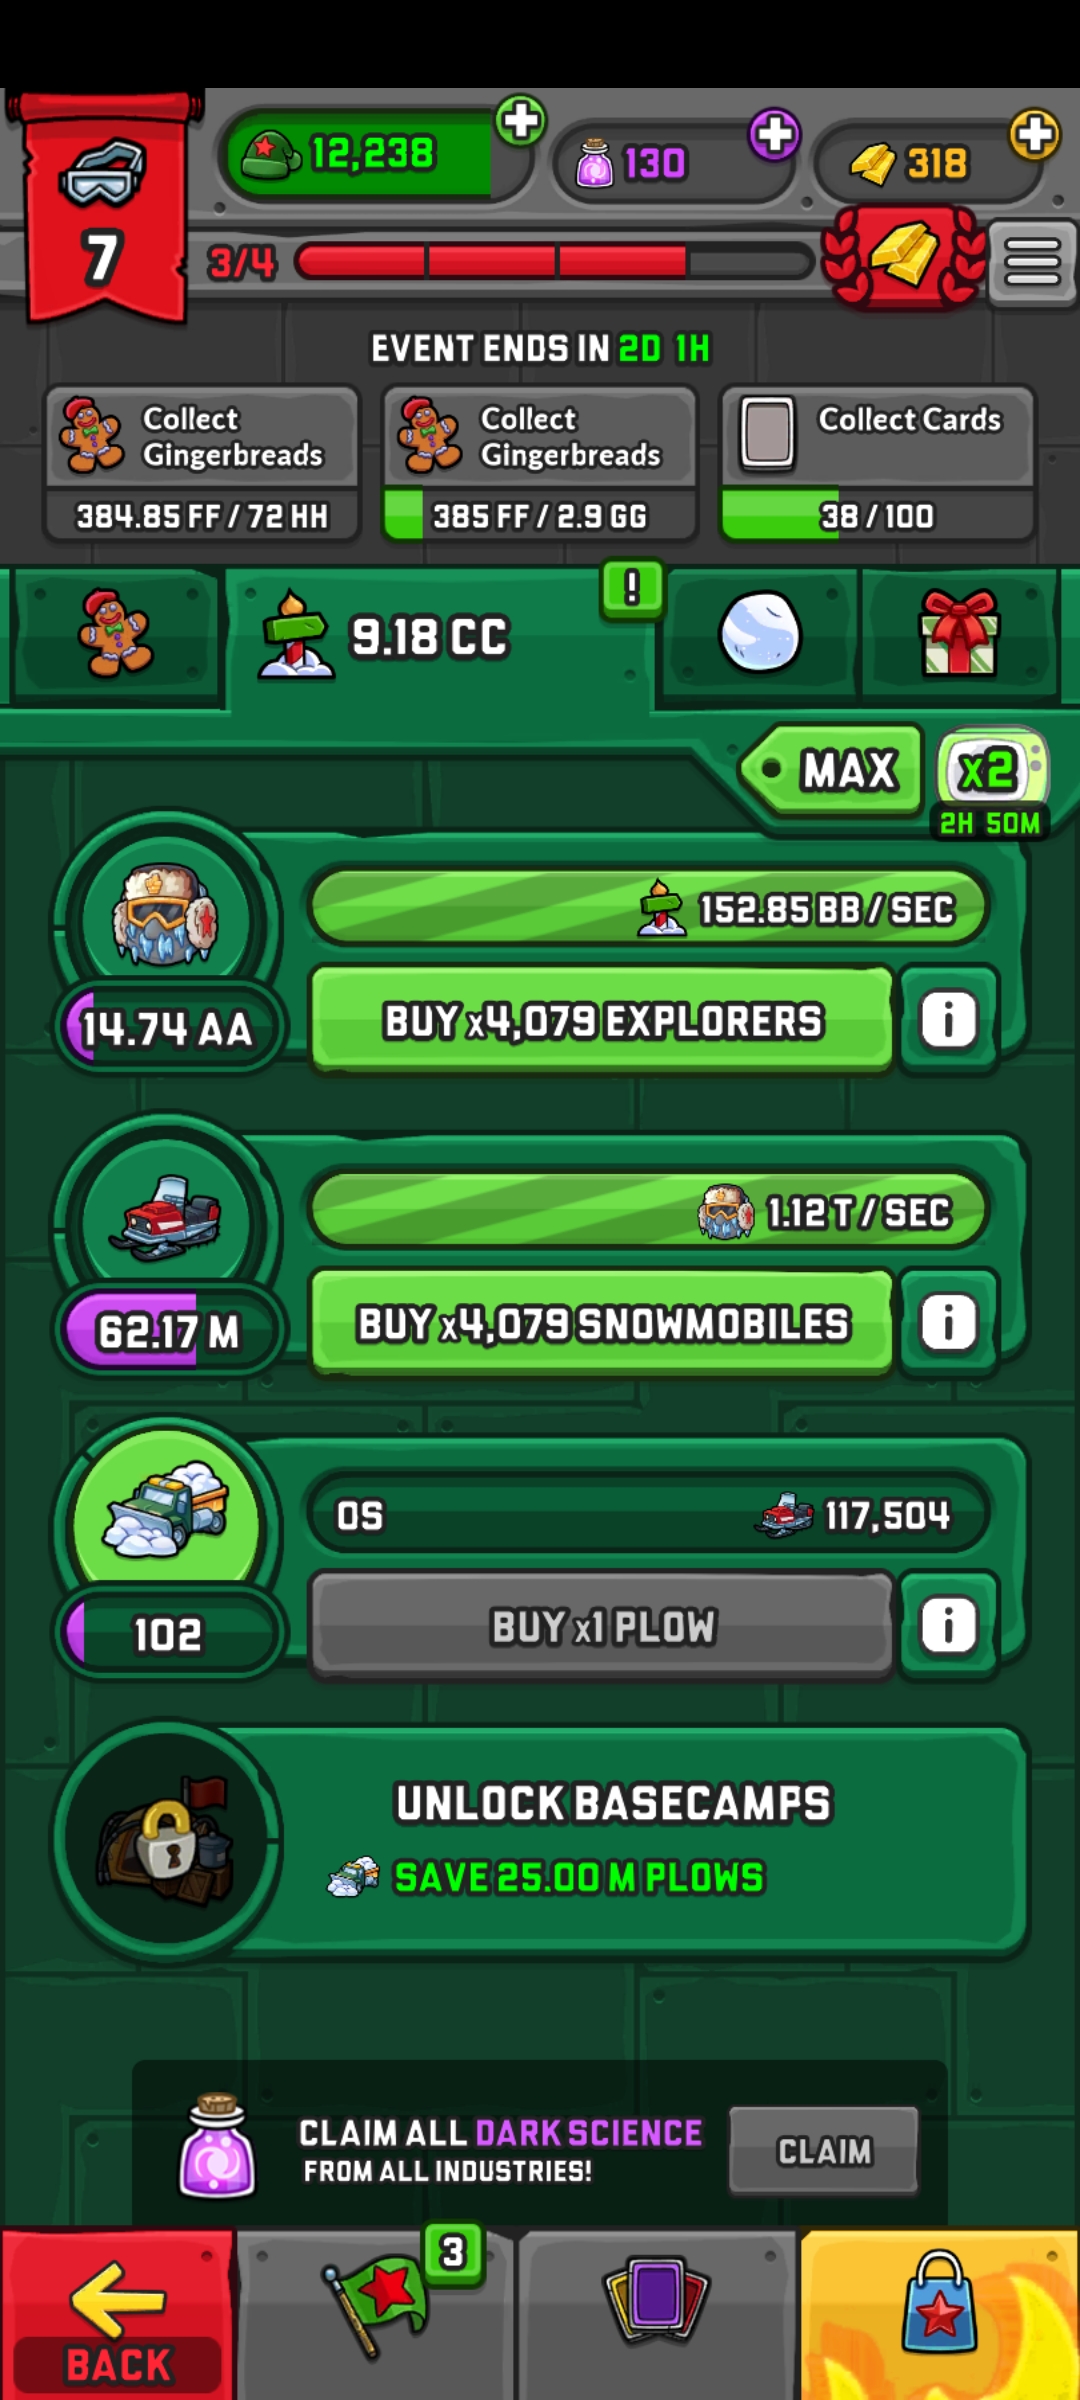 12,238
130
318
7
3/4
EVENT ENDS IN 2D 1H
Collect
Gingerbreads
384.85 FF / 72 HH
Collect
Gingerbreads
385 FF / 2.9 GG
Collect Cards
38 / 100
9.18 CC
!
MAX
x2
2H 50M
152.85 BB / SEC
14.74 AA
BUY x4,079 EXPLORERS
i
1.12 T / SEC
62.17 M
BUY x4,079 SNOWMOBILES
i
0S
117,504
102
BUY x1 PLOW
i
UNLOCK BASECAMPS
SAVE 25.00 M PLOWS
CLAIM ALL DARK SCIENCE
FROM ALL INDUSTRIES!
CLAIM
3
BACK